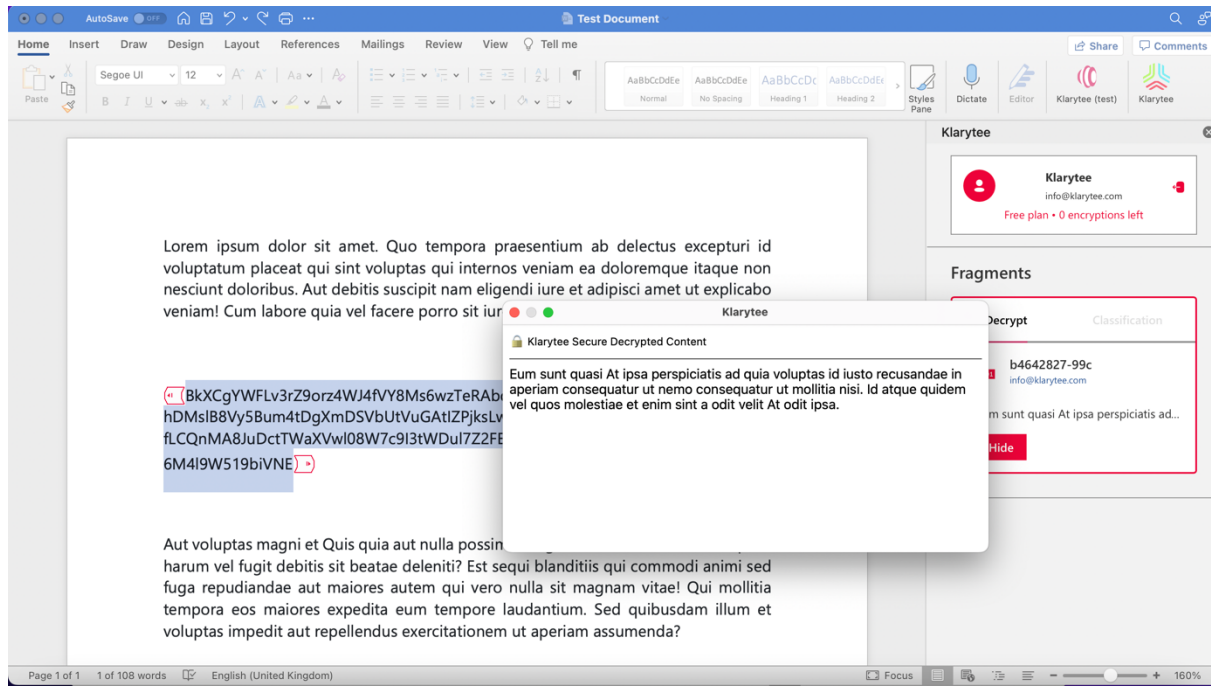 AutoSave OFF Test Document
Home Insert Draw Design Layout References Mailings Review View Tell me Share Comments
Paste
Segoe UI 12 A^ Aˇ Aa A
B I U ab x, x A A
AaBbCcDdEe AaBbCcDdEe AaBbCcDc AaBbCcDdEe
Normal No Spacing Heading 1 Heading 2
Styles Pane
Dictate
Editor
Klarytee (test)
Klarytee
Klarytee
Klarytee
info@klarytee.com
Free plan • 0 encryptions left
Fragments
Decrypt Classification
b4642827-99c
info@klarytee.com
m sunt quasi At ipsa perspiciatis ad...
Hide
Lorem ipsum dolor sit amet. Quo tempora praesentium ab delectus excepturi id
voluptatum placeat qui sint voluptas qui internos veniam ea doloremque itaque non
nesciunt doloribus. Aut debitis suscipit nam eligendi iure et adipisci amet ut explicabo
veniam! Cum labore quia vel facere porro sit iur
BkXCgYWFLv3rZ9orz4WJ4fVY8Ms6wzTeRAb
hDMslB8Vy5Bum4tDgXmDSVbUtVuGAtIZPjksLv
fLCQnMA8JuDctTWaXVwl08W7c9I3tWDul7Z2FE
6M4l9W519biVNE
Klarytee
Klarytee Secure Decrypted Content
Eum sunt quasi At ipsa perspiciatis ad quia voluptas id iusto recusandae in
aperiam consequatur ut nemo consequatur ut mollitia nisi. Id atque quidem
vel quos molestiae et enim sint a odit velit At odit ipsa.
Aut voluptas magni et Quis quia aut nulla possim
harum vel fugit debitis sit beatae deleniti? Est sequi blanditiis qui commodi animi sed
fuga repudiandae aut maiores autem qui vero nulla sit magnam vitae! Qui mollitia
tempora eos maiores expedita eum tempore laudantium. Sed quibusdam illum et
voluptas impedit aut repellendus exercitationem ut aperiam assumenda?
Page 1 of 1 1 of 108 words English (United Kingdom) Focus 160%